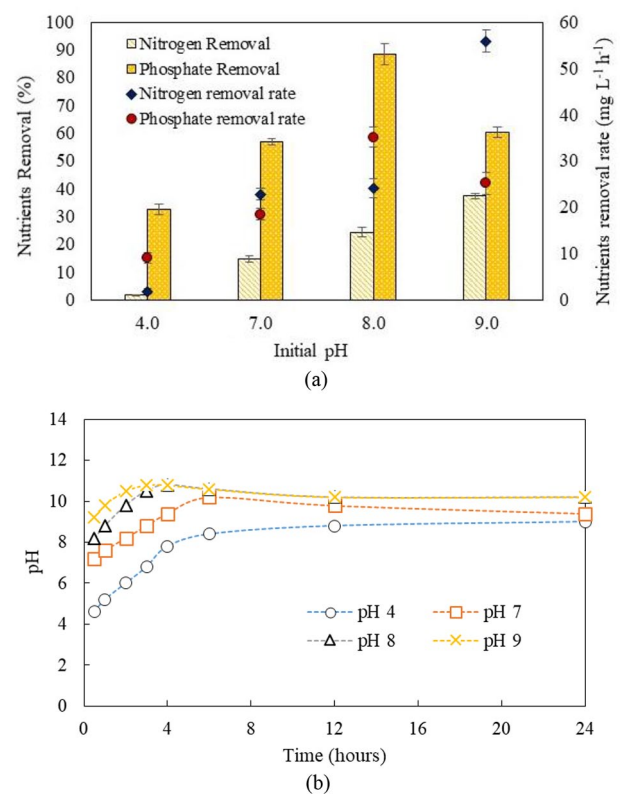 100
90
80
70
60
50
40
30
20
10
0
Nutrients Removal (%)
Nitrogen Removal
Phosphate Removal
Nitrogen removal rate
Phosphate removal rate
60
50
40
30
20
10
0
Nutrients removal rate (mg L⁻¹ h⁻¹)
4.0 7.0 8.0 9.0
Initial pH
(a)
14
12
10
8
6
4
2
0
pH
pH 4 pH 7
pH 8 pH 9
0 4 8 12 16 20 24
Time (hours)
(b)